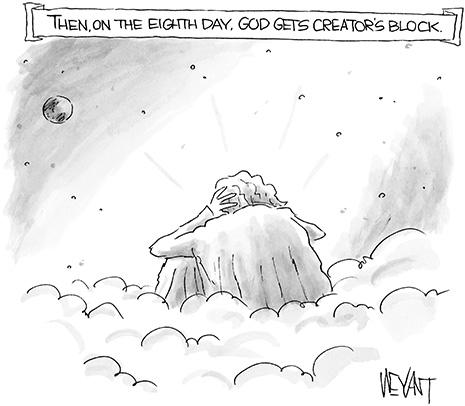 THEN, ON THE EIGHTH DAY, GOD GETS CREATOR'S BLOCK.
WEYANT